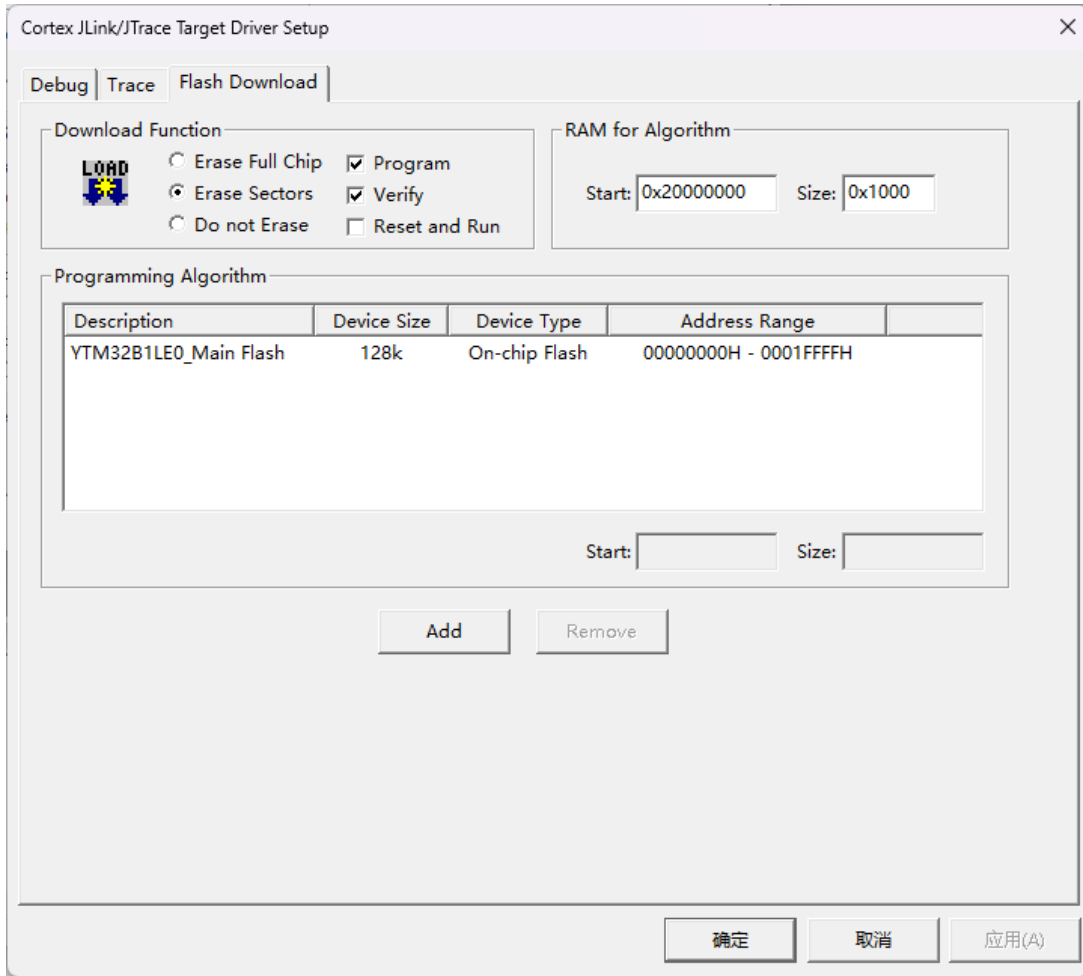 Cortex JLink/JTrace Target Driver Setup
Debug Trace Flash Download
Download Function
LOAD
Erase Full Chip
Erase Sectors
Do not Erase
Program
Verify
Reset and Run
RAM for Algorithm
Start: 0x20000000 Size: 0x1000
Programming Algorithm
Description Device Size Device Type Address Range
YTM32B1LE0_Main Flash 128k On-chip Flash 00000000H - 0001FFFFH
Start: Size:
Add Remove
确定 取消 应用(A)